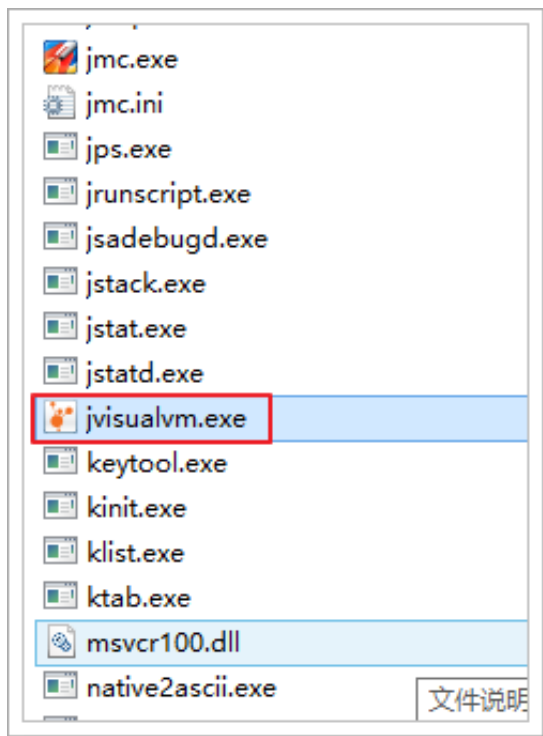 jmc.exe
jmc.ini
jps.exe
jrunscript.exe
jsadebugd.exe
jstack.exe
jstat.exe
jstatd.exe
jvisualvm.exe
keytool.exe
kinit.exe
klist.exe
ktab.exe
msvcr100.dll
native2ascii.exe
文件说明